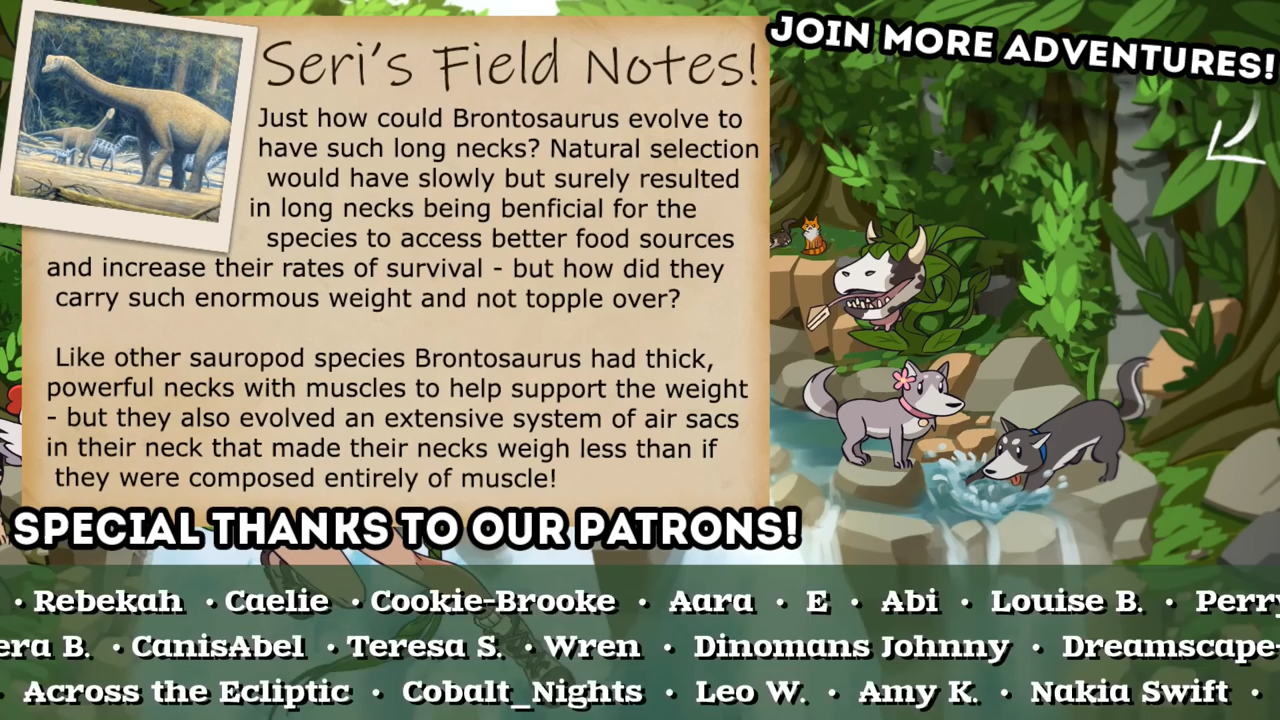 Seri's Field Notes!
JOIN MORE ADVENTURES!
Just how could Brontosaurus evolve to
have such long necks? Natural selection
would have slowly but surely resulted
in long necks being benficial for the
species to access better food sources
and increase their rates of survival - but how did they
carry such enormous weight and not topple over?
Like other sauropod species Brontosaurus had thick,
powerful necks with muscles to help support the weight
- but they also evolved an extensive system of air sacs
in their neck that made their necks weigh less than if
they were composed entirely of muscle!
SPECIAL THANKS TO OUR PATRONS!
· Rebekah · Caelie · Cookie-Brooke · Aara · E · Abi · Louise B. · Perry
era B. · CanisAbel · Teresa S. · Wren · Dinomans Johnny · Dreamscape-
· Across the Ecliptic · Cobalt_Nights · Leo W. · Amy K. · Nakia Swift ·